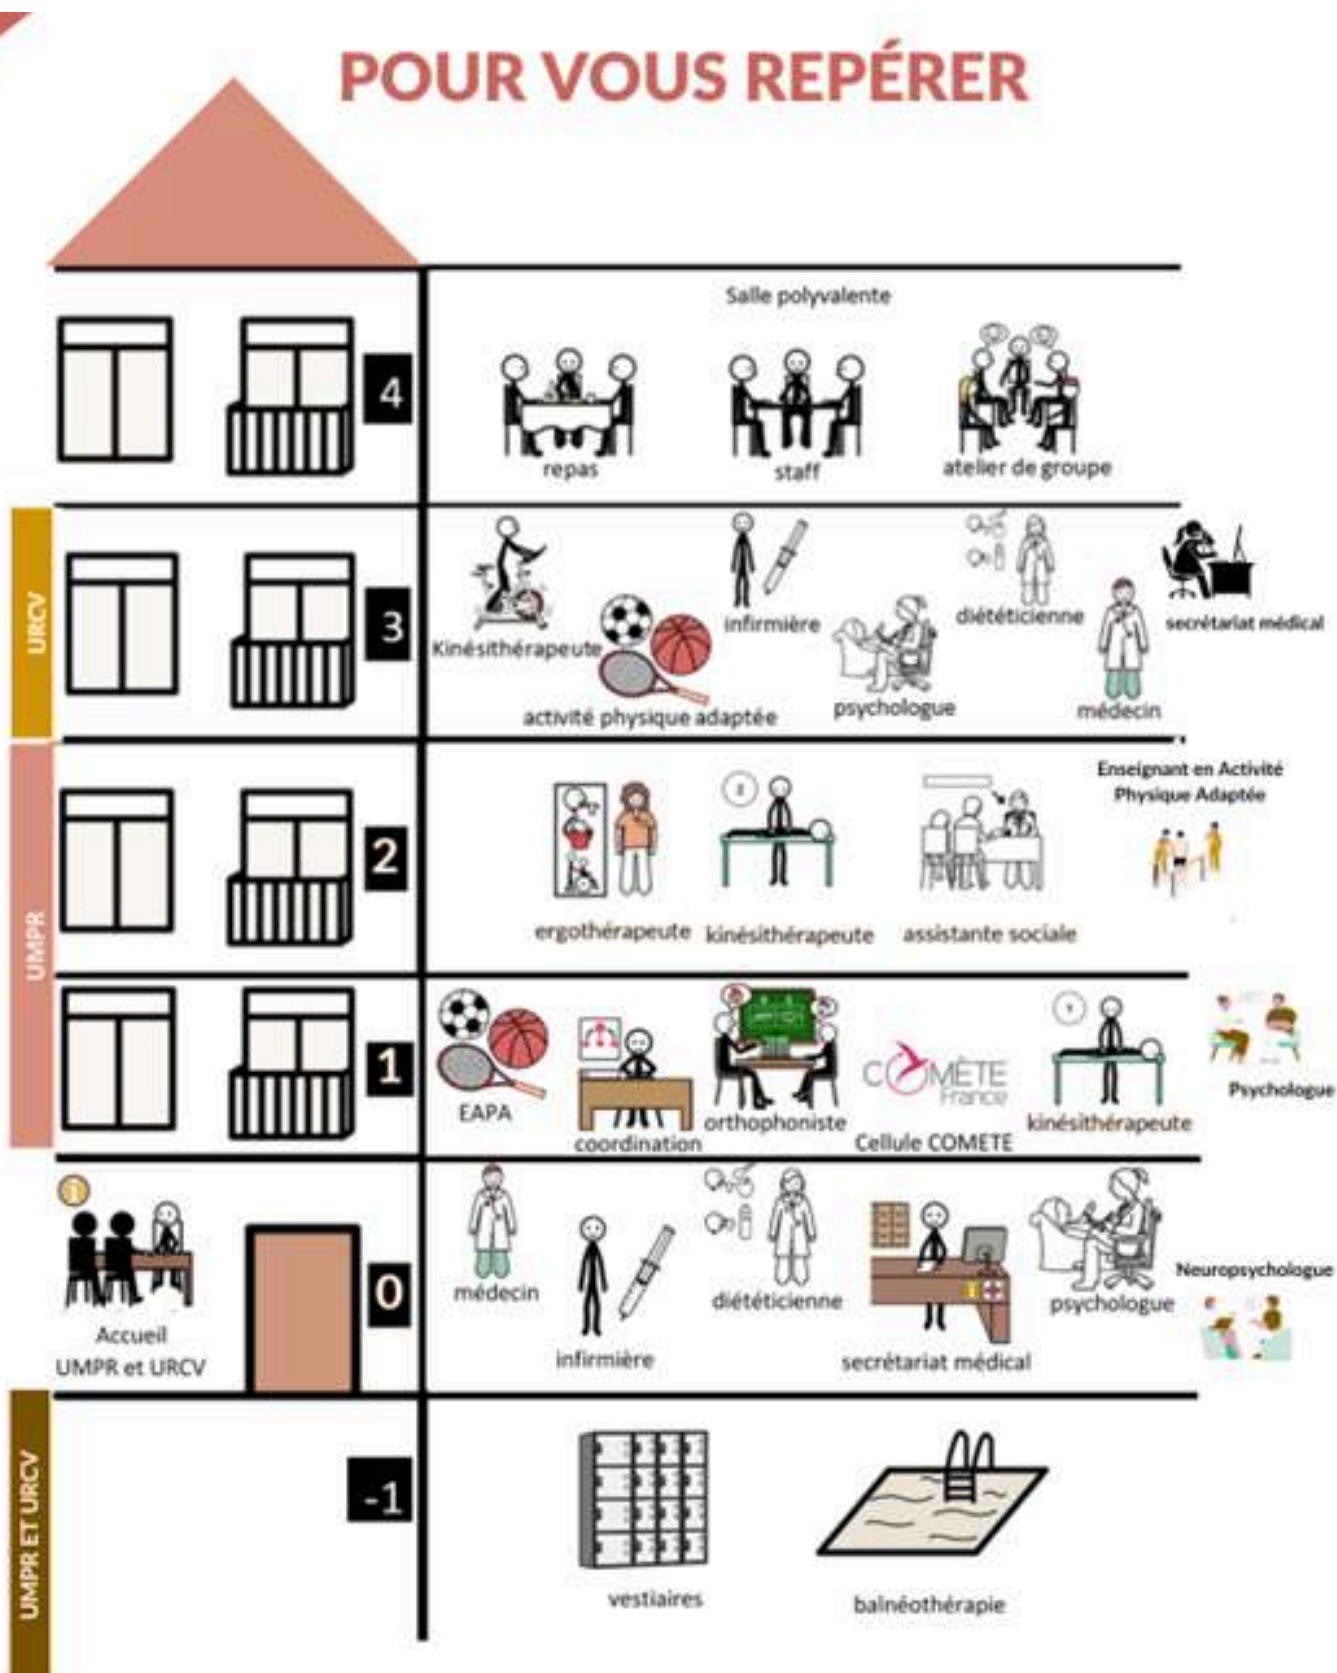 POUR VOUS REPÉRER
Salle polyvalente
4
repas
staff
atelier de groupe
URCV
3
Kinésithérapeute
activité physique adaptée
infirmière
psychologue
diététicienne
médecin
secrétariat médical
UMPR
2
2
ergothérapeute
kinésithérapeute
assistante sociale
Enseignant en Activité
Physique Adaptée
1
EAPA
coordination
orthophoniste
COMÈTE
France
Cellule COMETE
1
kinésithérapeute
Psychologue
i
Accueil
UMPR et URCV
0
médecin
infirmière
diététicienne
secrétariat médical
psychologue
Neuropsychologue
UMPR ET URCV
-1
vestiaires
balnéothérapie